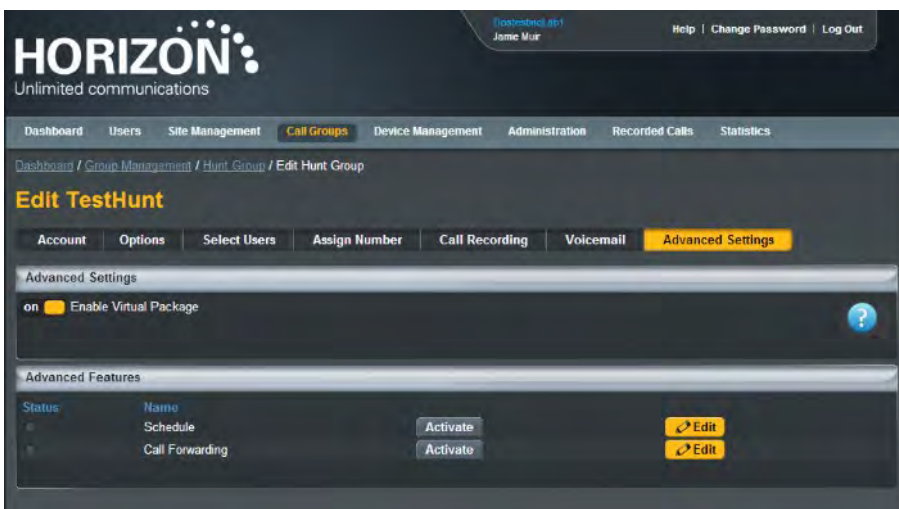 Jamie Muir
Help | Change Password | Log Out
HORIZON
Unlimited communications
Dashboard Users Site Management Call Groups Device Management Administration Recorded Calls Statistics
Dashboard / Group Management / Hunt Group / Edit Hunt Group
Edit TestHunt
Account Options Select Users Assign Number Call Recording Voicemail Advanced Settings
Advanced Settings
on Enable Virtual Package
?
Advanced Features
Status Name
Schedule Activate Edit
Call Forwarding Activate Edit